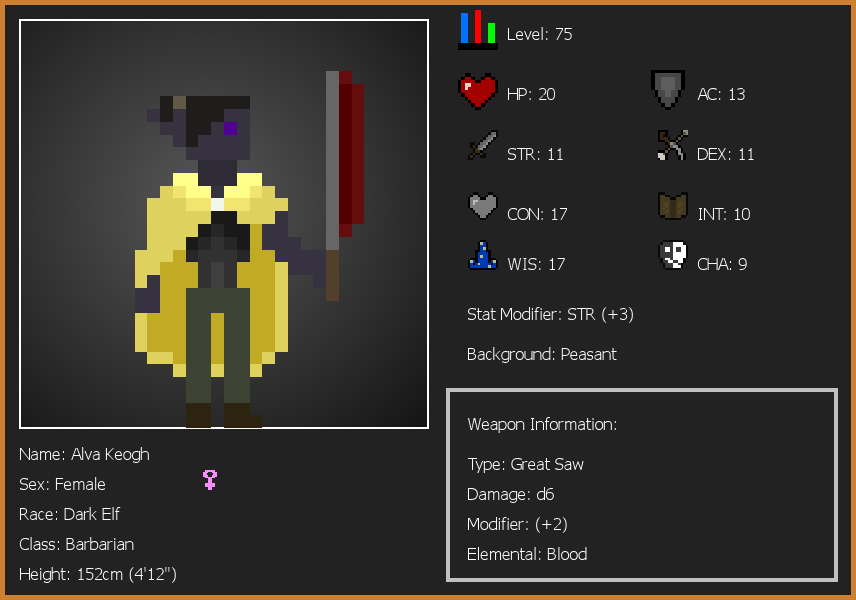 Level: 75
HP: 20
AC: 13
STR: 11
DEX: 11
CON: 17
INT: 10
WIS: 17
CHA: 9
Stat Modifier: STR (+3)
Background: Peasant
Weapon Information:
Type: Great Saw
Damage: d6
Modifier: (+2)
Elemental: Blood
Name: Alva Keogh
Sex: Female
Race: Dark Elf
Class: Barbarian
Height: 152cm (4'12")